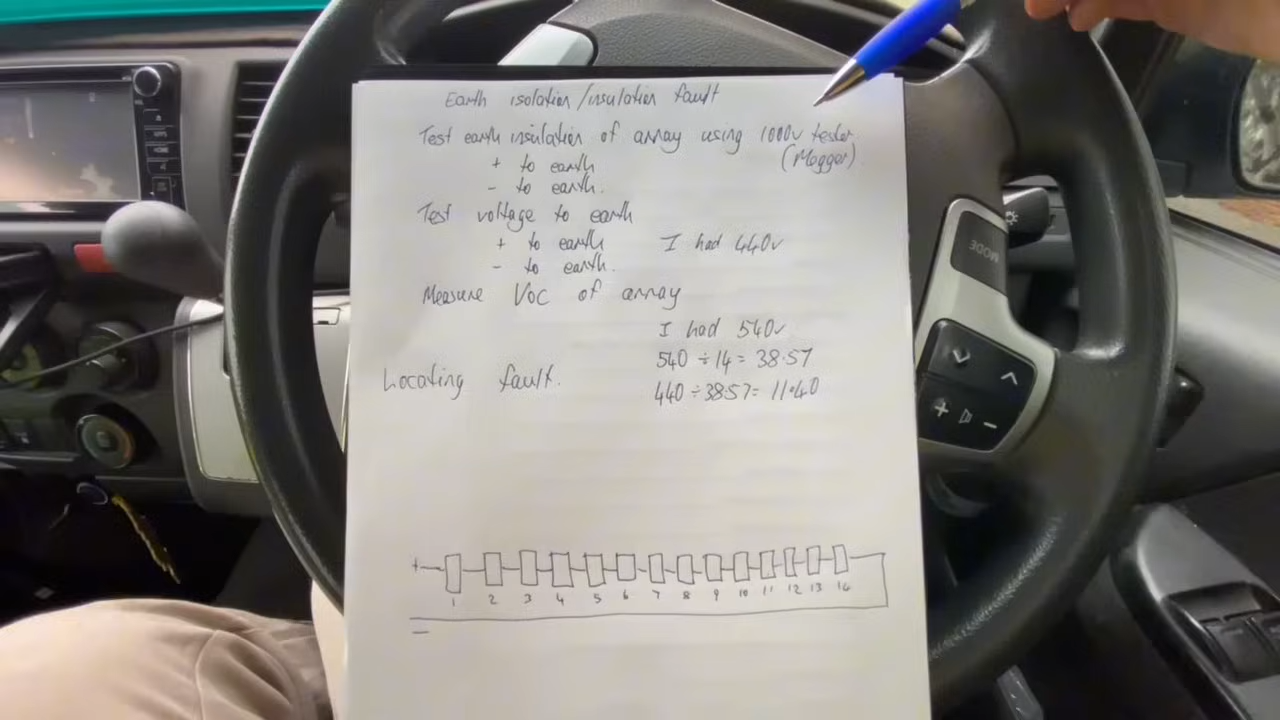 Earth isolation/insulation fault
Test earth insulation of array using 1000v tester
(Megger)
+ to earth
- to earth.
Test voltage to earth
+ to earth I had 440v
- to earth.
Measure Voc of array
I had 540v
540 ÷ 14 = 38.57
Locating fault.
440 ÷ 38.57 = 11.40
+
1 2 3 4 5 6 7 8 9 10 11 12 13 14
-
MODE
+ -